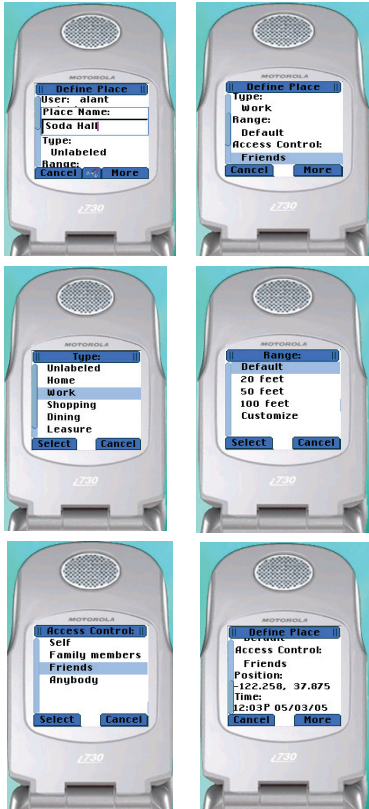 MOTOROLA
Define Place
User: alant
Place Name:
Soda Hall
Type:
Unlabeled
Range:
Cancel More
i730
MOTOROLA
Define Place
Type:
Work
Range:
Default
Access Control:
Friends
Cancel More
i730
MOTOROLA
Type:
Unlabeled
Home
Work
Shopping
Dining
Leasure
Select Cancel
i730
MOTOROLA
Range:
Default
20 feet
50 feet
100 feet
Customize
Select Cancel
i730
MOTOROLA
Access Control:
Self
Family members
Friends
Anybody
Select Cancel
i730
MOTOROLA
Define Place
Default
Access Control:
Friends
Position:
-122.258, 37.875
Time:
12:03P 05/03/05
Cancel More
i730